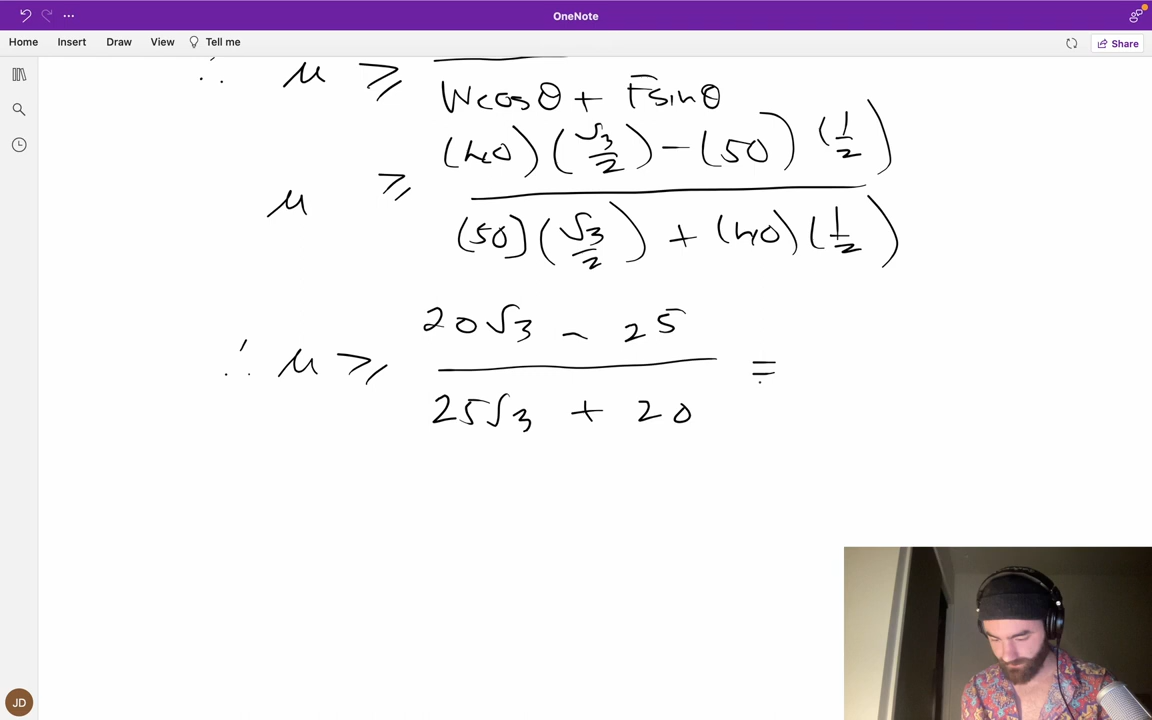 OneNote
Home Insert Draw View Tell me Share
∴ μ ⩾
Wcosθ + Fsinθ
μ ⩾ (40)(√3/2) - (50)(1/2) / (50)(√3/2) + (40)(1/2)
∴ μ ⩾ 20√3 - 25 / 25√3 + 20 =
JD